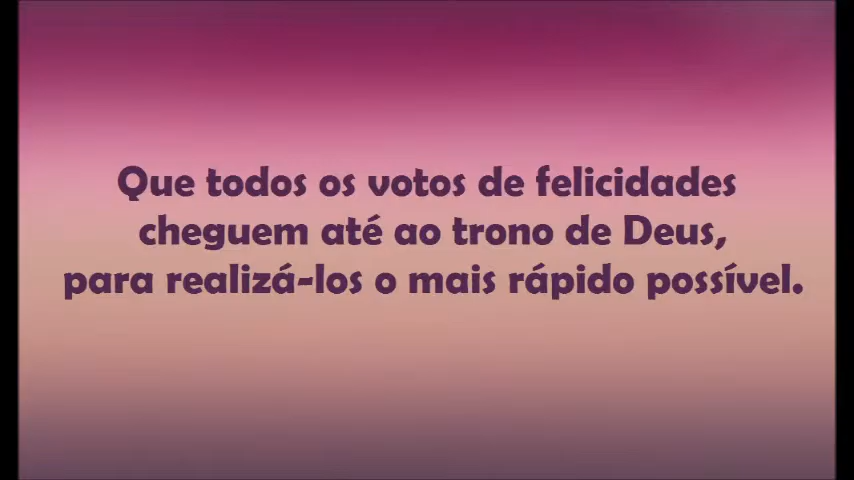 Que todos os votos de felicidades
cheguem até ao trono de Deus,
para realizá-los o mais rápido possível.